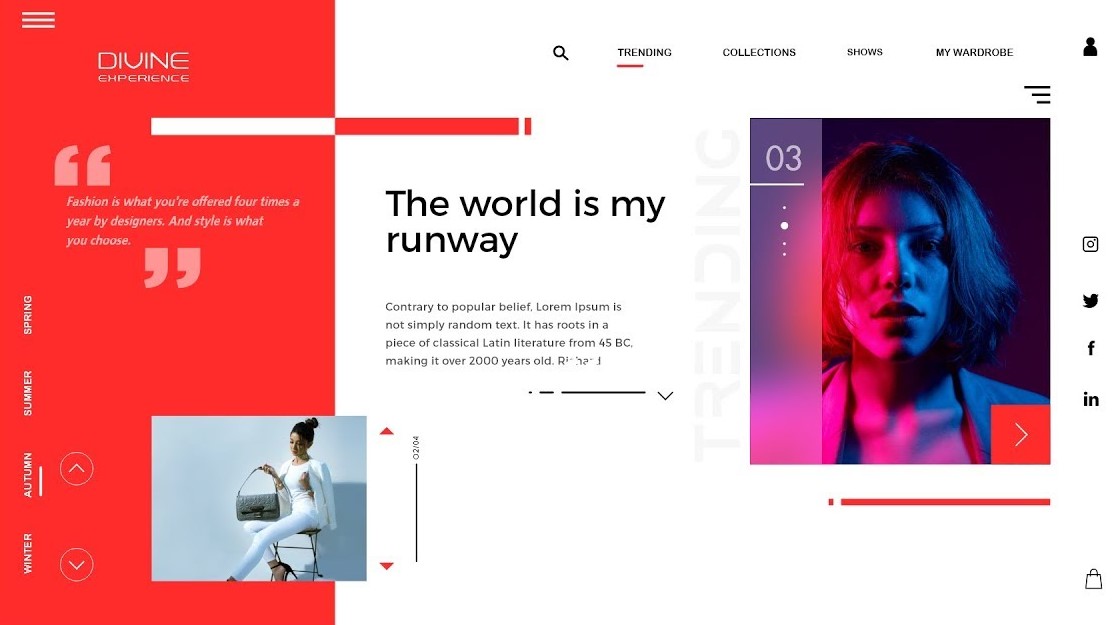 DIVINE
EXPERIENCE
TRENDING
COLLECTIONS
SHOWS
MY WARDROBE
Fashion is what you're offered four times a
year by designers. And style is what
you choose.
SPRING
SUMMER
AUTUMN
WINTER
The world is my
runway
Contrary to popular belief, Lorem Ipsum is
not simply random text. It has roots in a
piece of classical Latin literature from 45 BC,
making it over 2000 years old.
02/04
TRENDING
03
f
in